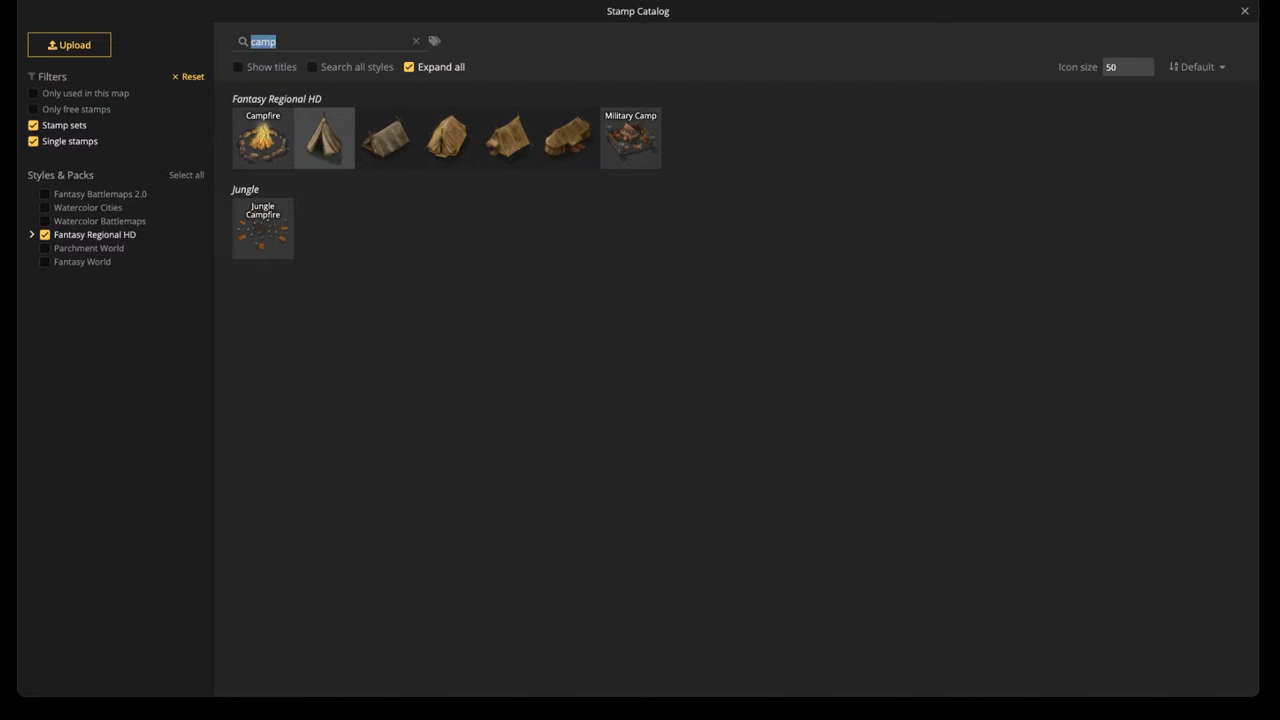 Stamp Catalog
Upload
camp
Filters
Reset
Show titles
Search all styles
Expand all
Icon size
50
Default
Only used in this map
Only free stamps
Stamp sets
Single stamps
Styles & Packs
Select all
Fantasy Battlemaps 2.0
Watercolor Cities
Watercolor Battlemaps
Fantasy Regional HD
Parchment World
Fantasy World
Fantasy Regional HD
Campfire
Military Camp
Jungle
Jungle
Campfire